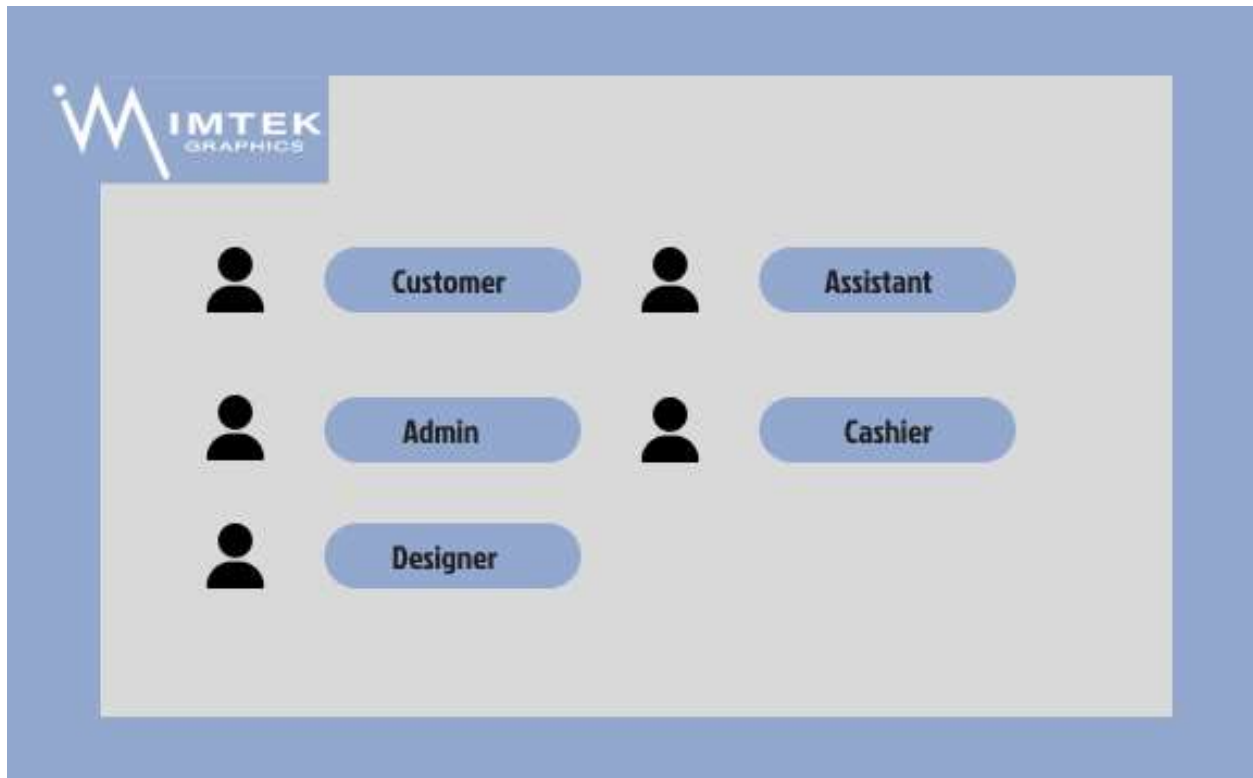 IMTEK
GRAPHICS
Customer
Assistant
Admin
Cashier
Designer